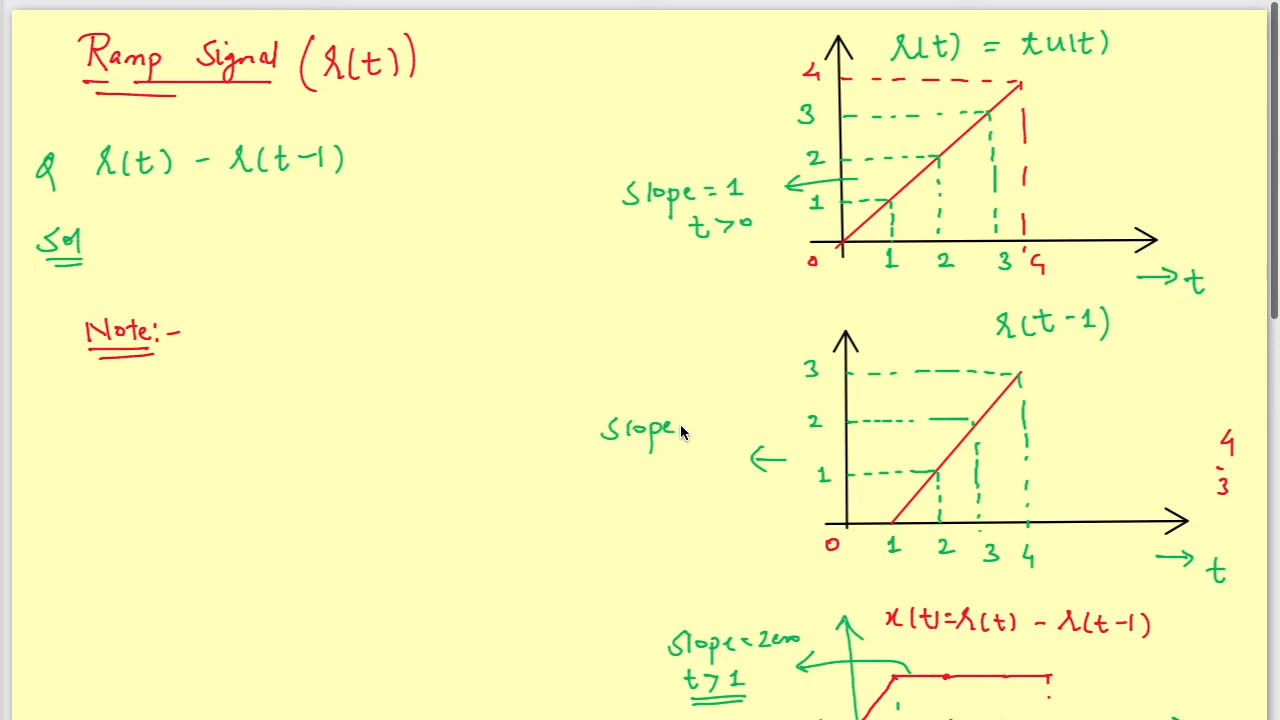 Ramp Signal (r(t))
Q r(t) - r(t-1)
Sol
Note:-
r(t) = tu(t)
4
3
2
1
Slope = 1
t>0
0 1 2 3 4
→ t
r(t-1)
3
2
1
Slope
0 1 2 3 4
→ t
4
-
3
x(t)=r(t) - r(t-1)
Slope=Zero
t>1